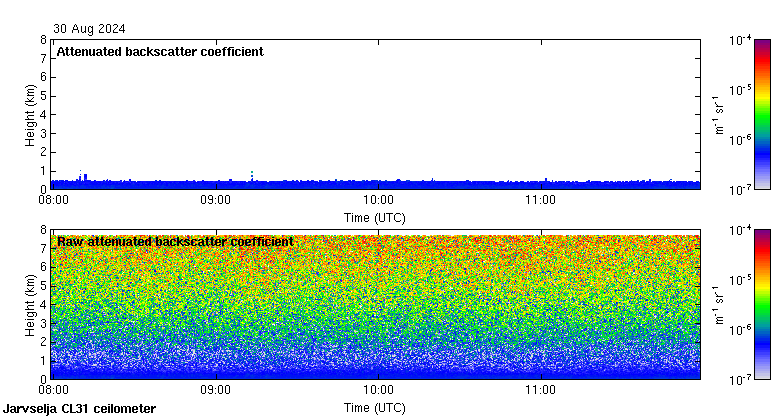 30 Aug 2024
Attenuated backscatter coefficient
8
7
6
5
4
3
2
1
0
Height (km)
08:00 09:00 10:00 11:00
Time (UTC)
10⁻⁴
10⁻⁵
10⁻⁶
10⁻⁷
m⁻¹ sr⁻¹
Raw attenuated backscatter coefficient
8
7
6
5
4
3
2
1
0
Height (km)
08:00 09:00 10:00 11:00
Time (UTC)
10⁻⁴
10⁻⁵
10⁻⁶
10⁻⁷
m⁻¹ sr⁻¹
Jarvselja CL31 ceilometer